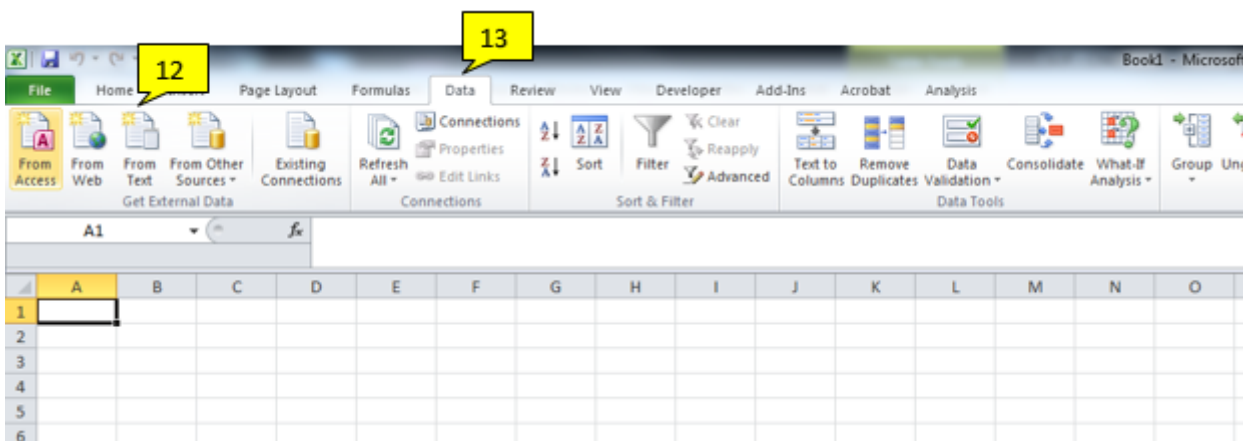 13
12
Book1 - Microsoft
File Home Page Layout Formulas Data Review View Developer Add-Ins Acrobat Analysis
Connections Clear
Properties Reapply
Edit Links Advanced
From Access From Web From Text From Other Sources Existing Connections Refresh All Sort Filter Text to Columns Remove Duplicates Data Validation Consolidate What-If Analysis Group
Get External Data Connections Sort & Filter Data Tools
A1 fx
A B C D E F G H I J K L M N O
1
2
3
4
5
6